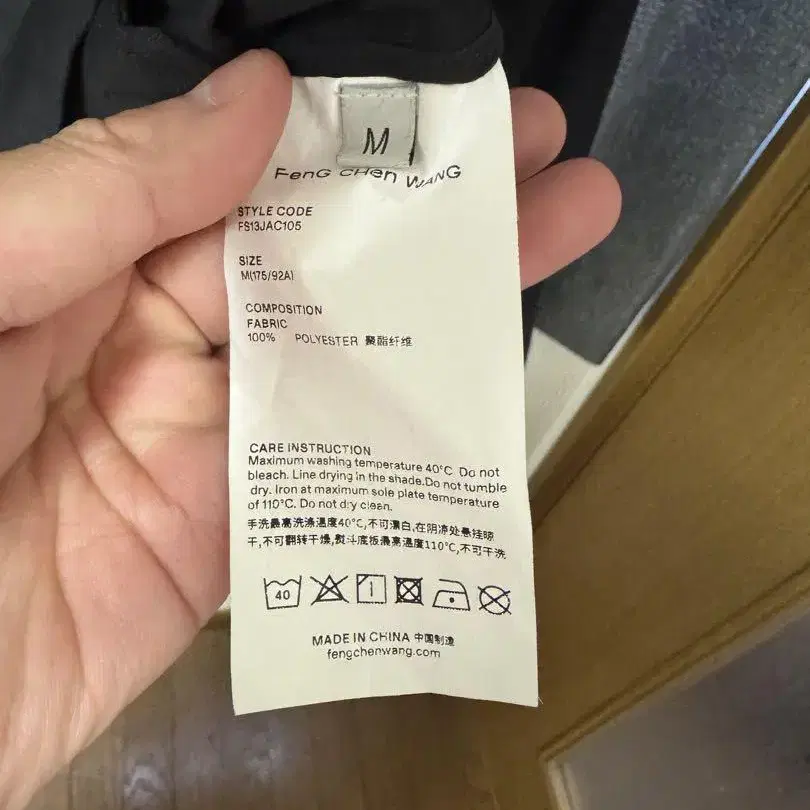 M
FenG CHen WANG
STYLE CODE
FS13JAC105
SIZE
M(175/92A)
COMPOSITION
FABRIC
100% POLYESTER 聚酯纤维
CARE INSTRUCTION
Maximum washing temperature 40°C Do not
bleach. Line drying in the shade.Do not tumble
dry. Iron at maximum sole plate temperature
of 110°C. Do not dry clean.
手洗最高洗涤温度40°C,不可漂白,在阴凉处悬挂晾
干,不可翻转干燥,熨斗底板最高温度110°C,不可干洗
40
MADE IN CHINA 中国制造
fengchenwang.com